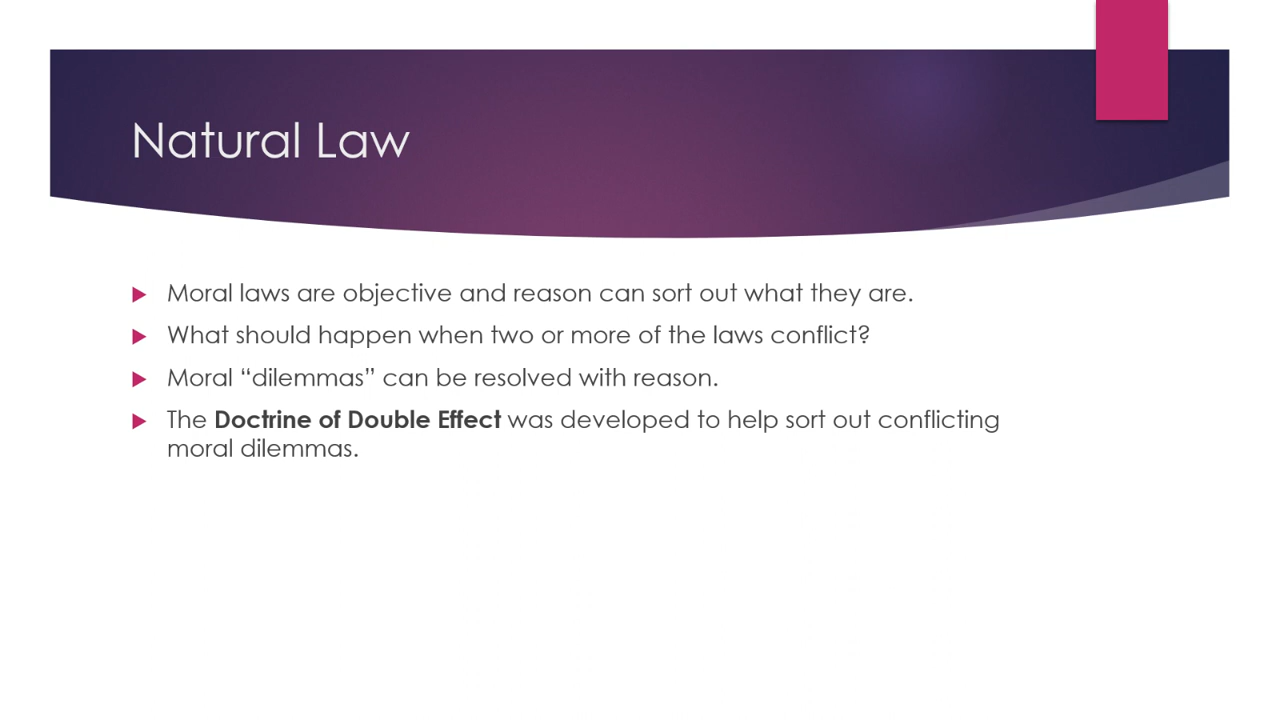 Natural Law
Moral laws are objective and reason can sort out what they are.
What should happen when two or more of the laws conflict?
Moral “dilemmas” can be resolved with reason.
The Doctrine of Double Effect was developed to help sort out conflicting
moral dilemmas.